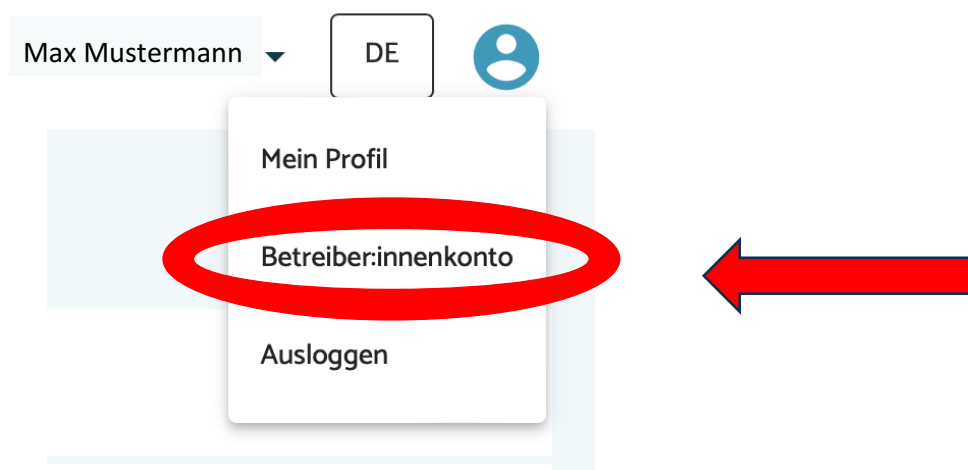 Max Mustermann
DE
Mein Profil
Betreiber:innenkonto
Ausloggen